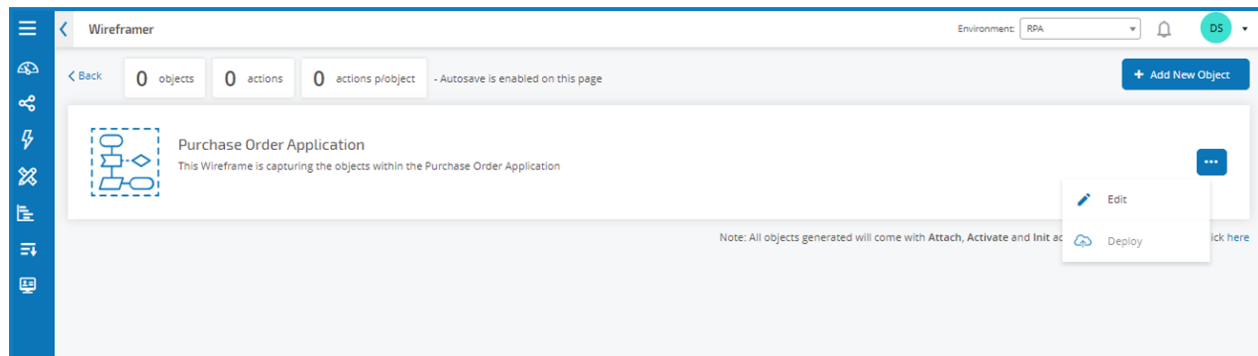 Wireframer
Environment: RPA
DS
Back
0 objects
0 actions
0 actions p/object
- Autosave is enabled on this page
+ Add New Object
Purchase Order Application
This Wireframe is capturing the objects within the Purchase Order Application
...
Edit
Deploy
Note: All objects generated will come with Attach, Activate and Init here